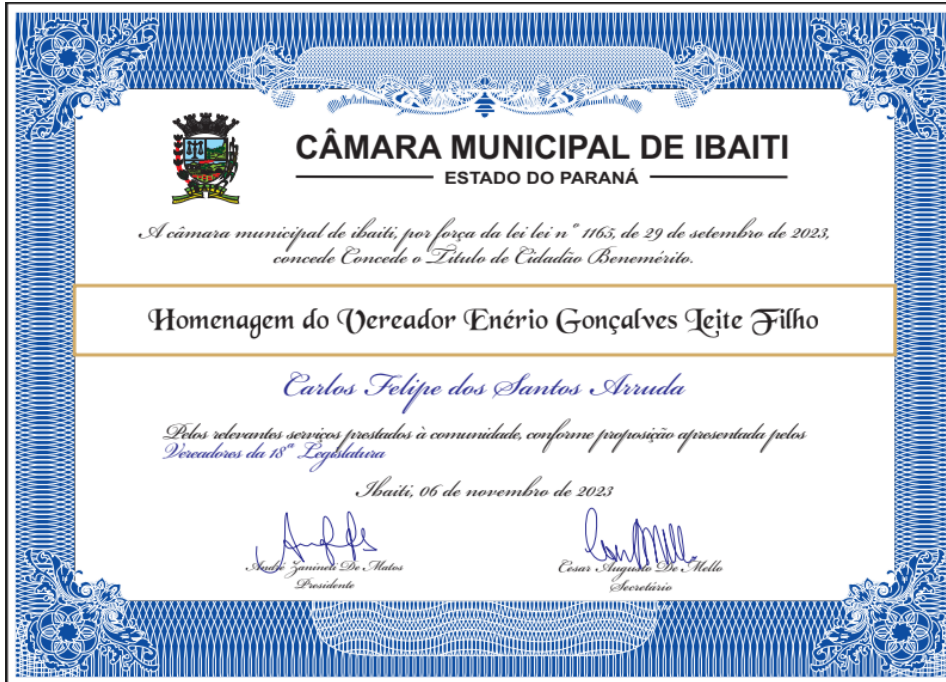 CÂMARA MUNICIPAL DE IBAITI
ESTADO DO PARANÁ
A câmara municipal de ibaiti, por força da lei lei nº 1165, de 29 de setembro de 2023,
concede Concede o Título de Cidadão Benemérito.
Homenagem do Vereador Enério Gonçalves Leite Filho
Carlos Felipe dos Santos Arruda
Pelos relevantes serviços prestados à comunidade, conforme proposição apresentada pelos
Vereadores da 18ª Legislatura
Ibaiti, 06 de novembro de 2023
André Zanineti De Matos
Presidente
César Augusto De Mello
Secretário